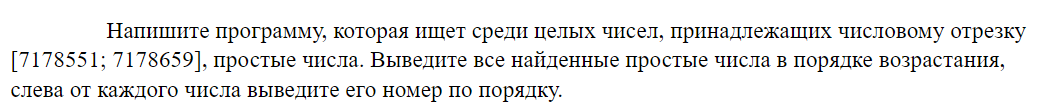 Напишите программу, которая ищет среди целых чисел, принадлежащих числовому отрезку
[7178551; 7178659], простые числа. Выведите все найденные простые числа в порядке возрастания,
слева от каждого числа выведите его номер по порядку.